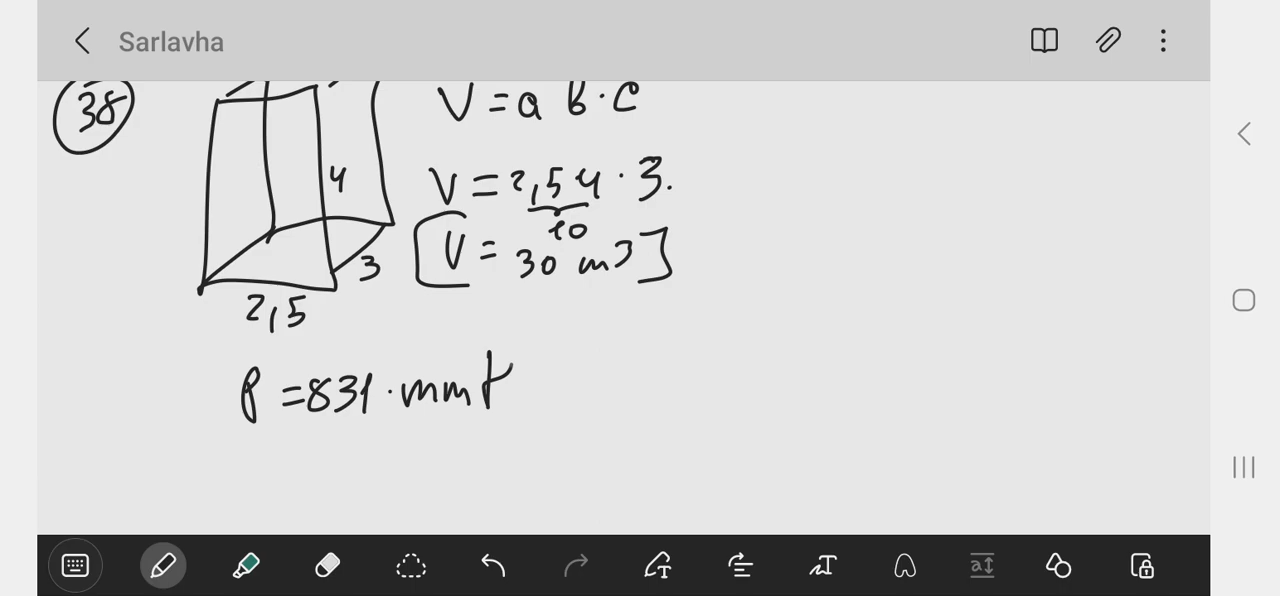 Sarlavha
38
V = a b · c
4
V = 2,5 4 · 3.
10
[V = 30 m3]
3
2,5
P = 831 · mm